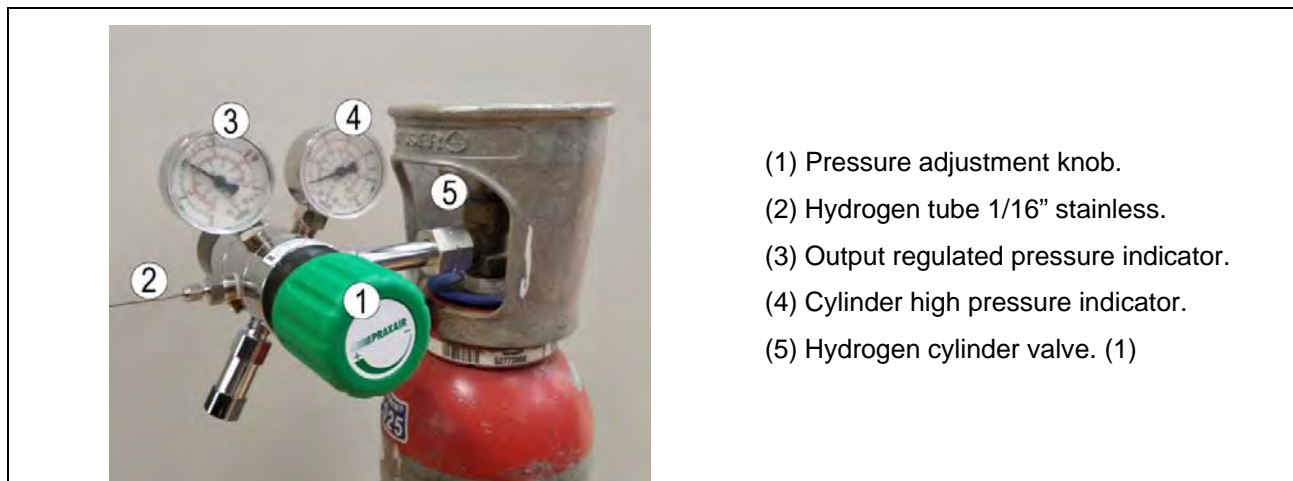 3
4
5
2
1
PRAXAIR
+
-
025
(1) Pressure adjustment knob.
(2) Hydrogen tube 1/16” stainless.
(3) Output regulated pressure indicator.
(4) Cylinder high pressure indicator.
(5) Hydrogen cylinder valve. (1)